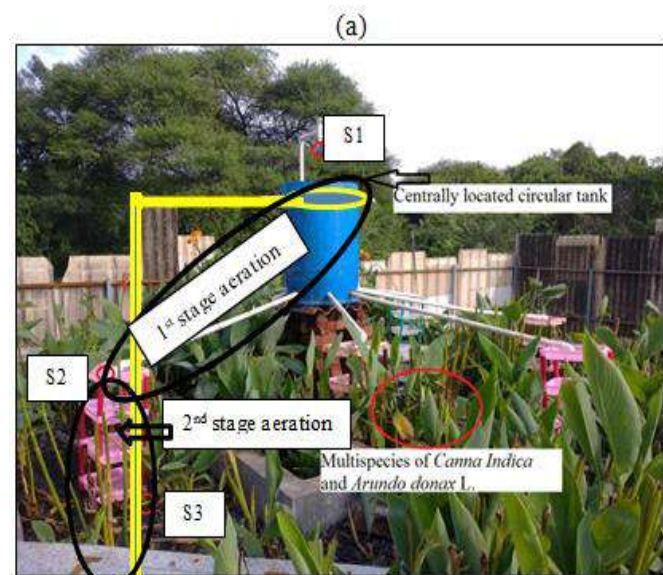 (a)
S1
Centrally located circular tank
1st stage aeration
S2
2nd stage aeration
Multispecies of Canna Indica
and Arundo donax L.
S3